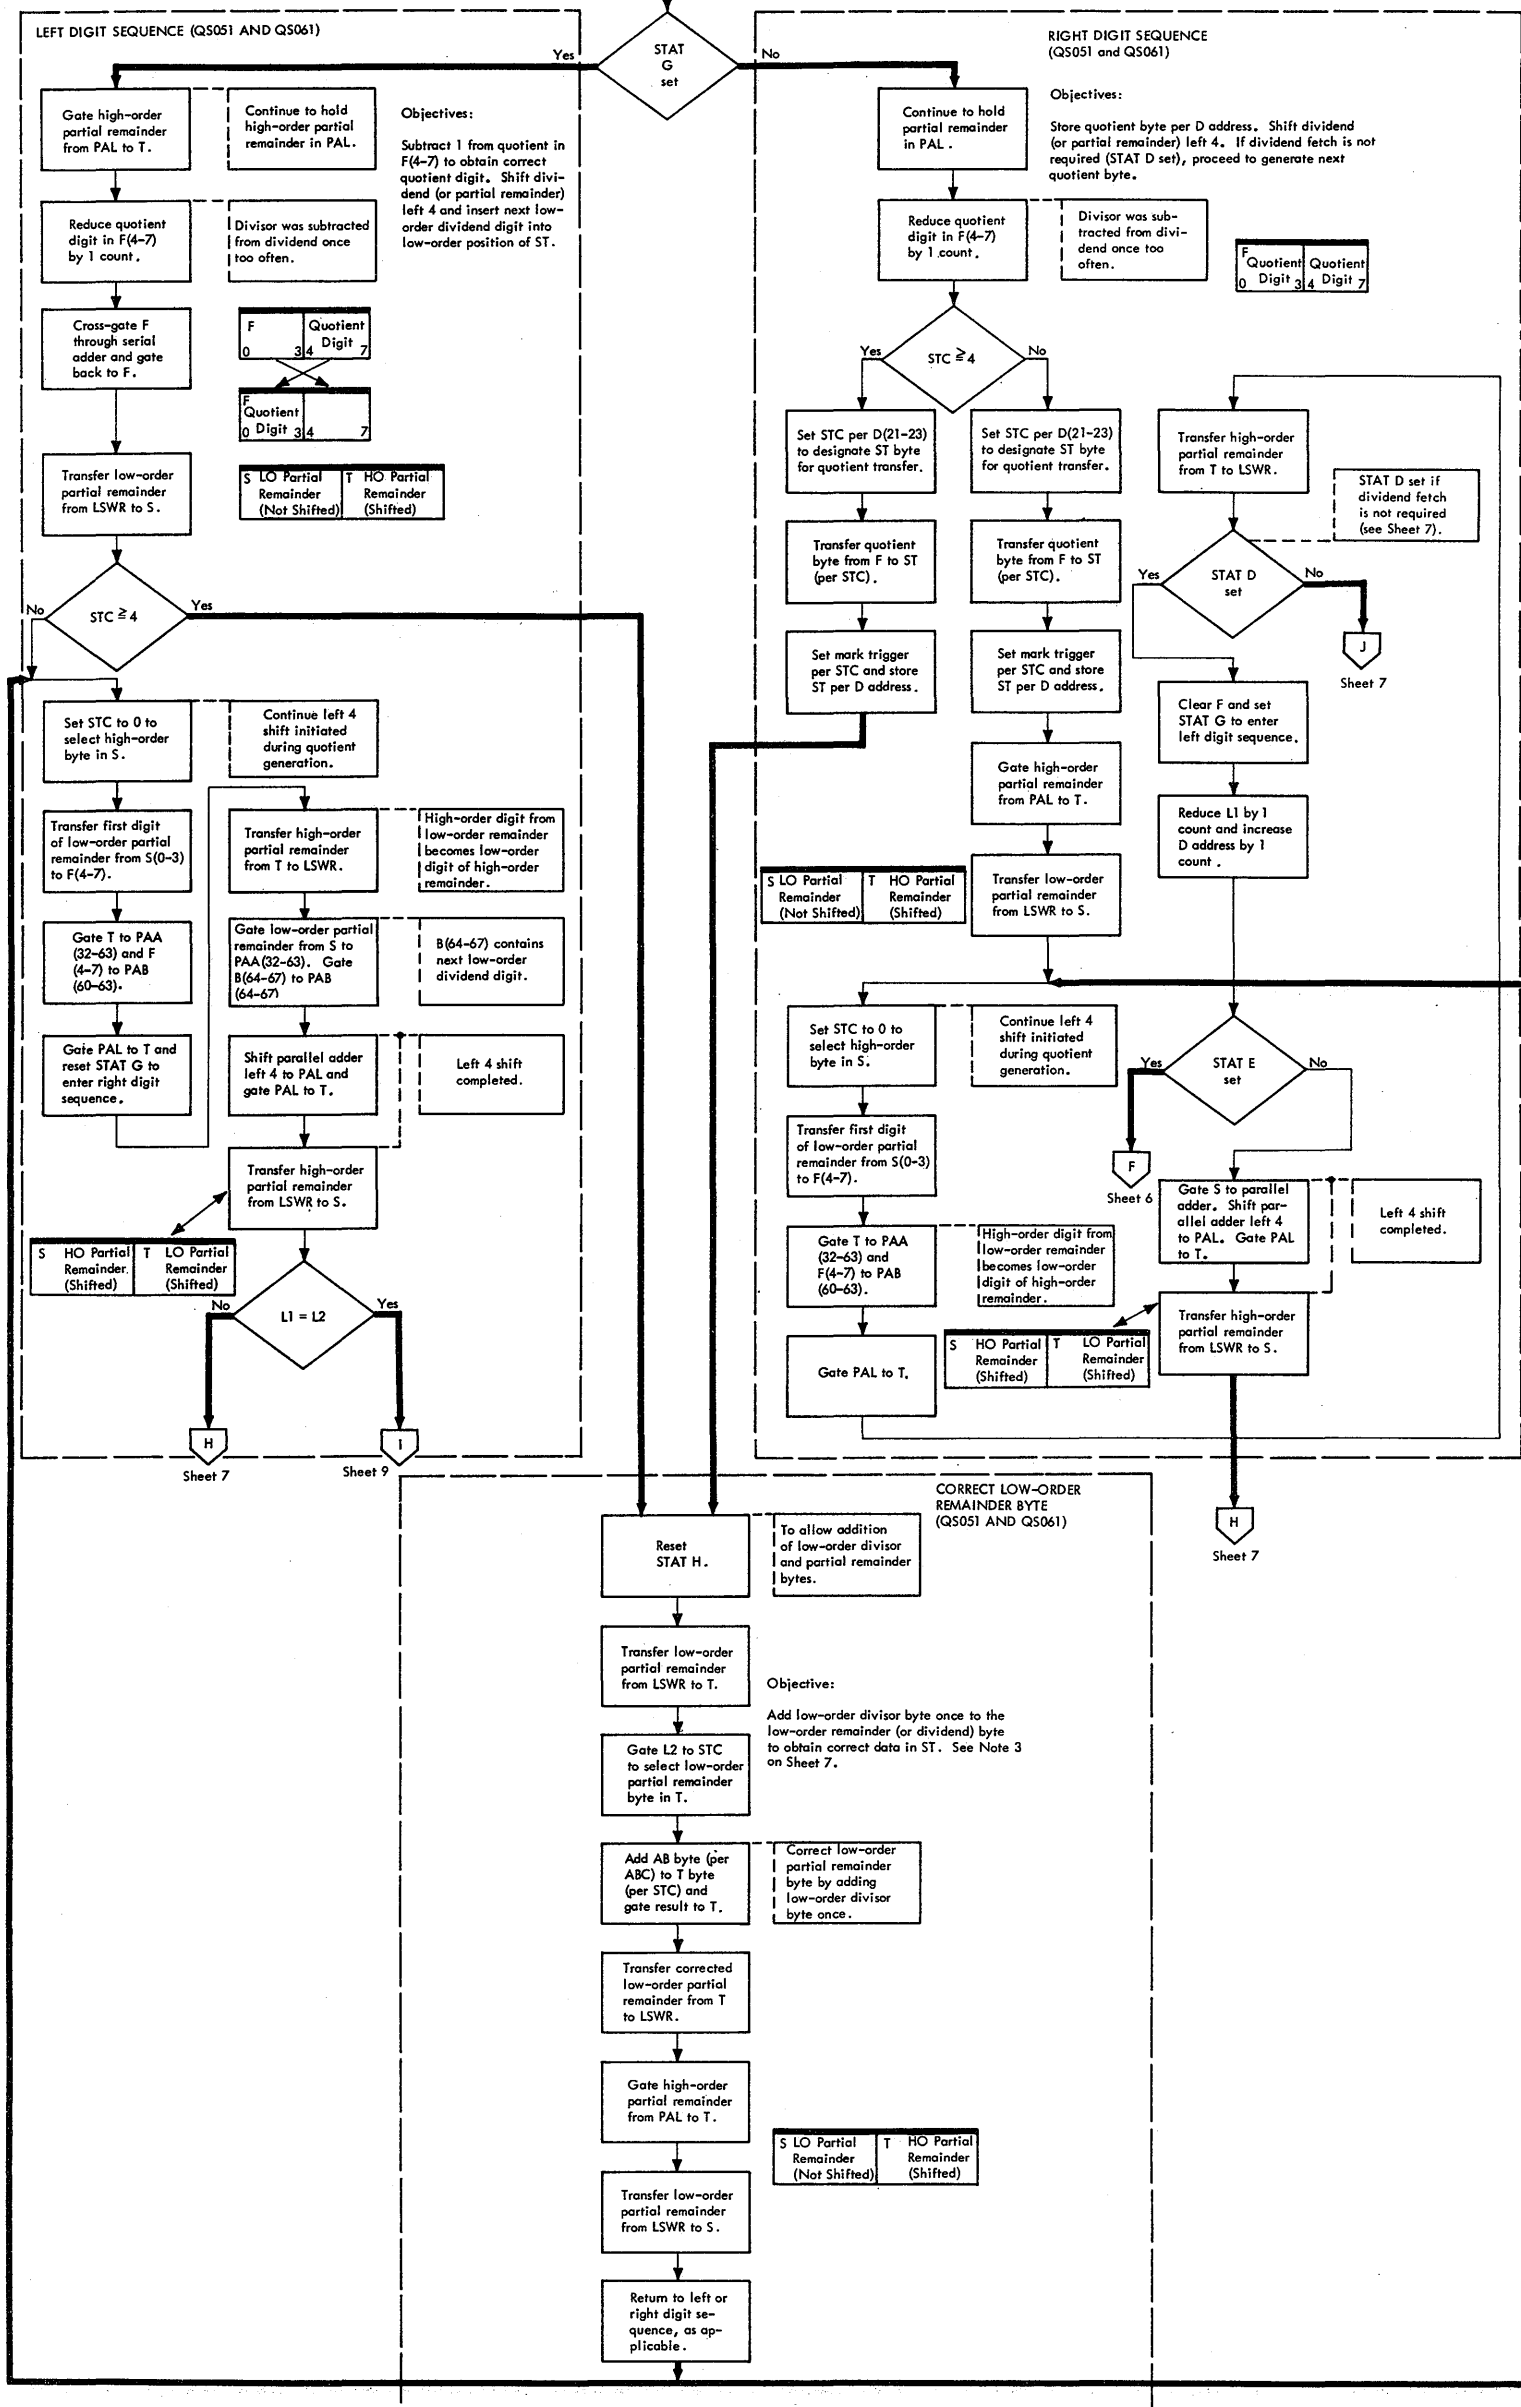 LEFT DIGIT SEQUENCE (QS051 AND QS061)
STAT
G
set
Yes
No
RIGHT DIGIT SEQUENCE
(QS051 and QS061)
Gate high-order
partial remainder
from PAL to T.
Continue to hold
high-order partial
remainder in PAL.
Objectives:
Subtract 1 from quotient in
F(4-7) to obtain correct
quotient digit. Shift divi-
dend (or partial remainder)
left 4 and insert next low-
order dividend digit into
low-order position of ST.
Reduce quotient
digit in F(4-7)
by 1 count.
Divisor was subtracted
from dividend once
too often.
Cross-gate F
through serial
adder and gate
back to F.
F
Quotient
Digit
0 3 4 7
F
Quotient
0 Digit 3 4 7
Transfer low-order
partial remainder
from LSWR to S.
S LO Partial
Remainder
(Not Shifted)
T HO Partial
Remainder
(Shifted)
STC ≧ 4
No
Yes
Set STC to 0 to
select high-order
byte in S.
Continue left 4
shift initiated
during quotient
generation.
Transfer first digit
of low-order partial
remainder from S(0-3)
to F(4-7).
Gate T to PAA
(32-63) and F
(4-7) to PAB
(60-63).
Gate PAL to T and
reset STAT G to
enter right digit
sequence.
Transfer high-order
partial remainder
from T to LSWR.
High-order digit from
low-order remainder
becomes low-order
digit of high-order
remainder.
Gate low-order partial
remainder from S to
PAA(32-63). Gate
B(64-67) to PAB
(64-67)
B(64-67) contains
next low-order
dividend digit.
Shift parallel adder
left 4 to PAL and
gate PAL to T.
Left 4 shift
completed.
Transfer high-order
partial remainder
from LSWR to S.
S HO Partial
Remainder.
(Shifted)
T LO Partial
Remainder
(Shifted)
L1 = L2
No
Yes
H
Sheet 7
I
Sheet 9
Continue to hold
partial remainder
in PAL.
Objectives:
Store quotient byte per D address. Shift dividend
(or partial remainder) left 4. If dividend fetch is not
required (STAT D set), proceed to generate next
quotient byte.
Reduce quotient
digit in F(4-7)
by 1 count.
Divisor was sub-
tracted from divi-
dend once too
often.
F
Quotient Quotient
0 Digit 3 4 Digit 7
STC ≧ 4
Yes
No
Set STC per D(21-23)
to designate ST byte
for quotient transfer.
Set STC per D(21-23)
to designate ST byte
for quotient transfer.
Transfer quotient
byte from F to ST
(per STC).
Transfer quotient
byte from F to ST
(per STC).
Set mark trigger
per STC and store
ST per D address.
Set mark trigger
per STC and store
ST per D address.
Gate high-order
partial remainder
from PAL to T.
Transfer low-order
partial remainder
from LSWR to S.
S LO Partial
Remainder
(Not Shifted)
T HO Partial
Remainder
(Shifted)
Transfer high-order
partial remainder
from T to LSWR.
STAT D set if
dividend fetch
is not required
(see Sheet 7).
STAT D
set
Yes
No
J
Sheet 7
Clear F and set
STAT G to enter
left digit sequence.
Reduce L1 by 1
count and increase
D address by 1
count.
Set STC to 0 to
select high-order
byte in S.
Continue left 4
shift initiated
during quotient
generation.
STAT E
set
Yes
No
F
Sheet 6
Transfer first digit
of low-order partial
remainder from S(0-3)
to F(4-7).
Gate T to PAA
(32-63) and
F(4-7) to PAB
(60-63).
High-order digit from
low-order remainder
becomes low-order
digit of high-order
remainder.
Gate PAL to T.
Gate S to parallel
adder. Shift par-
allel adder left 4
to PAL. Gate PAL
to T.
Left 4 shift
completed.
Transfer high-order
partial remainder
from LSWR to S.
S HO Partial
Remainder
(Shifted)
T LO Partial
Remainder
(Shifted)
H
Sheet 7
CORRECT LOW-ORDER
REMAINDER BYTE
(QS051 AND QS061)
Reset
STAT H.
To allow addition
of low-order divisor
and partial remainder
bytes.
Transfer low-order
partial remainder
from LSWR to T.
Objective:
Add low-order divisor byte once to the
low-order remainder (or dividend) byte
to obtain correct data in ST. See Note 3
on Sheet 7.
Gate L2 to STC
to select low-order
partial remainder
byte in T.
Add AB byte (per
ABC) to T byte
(per STC) and
gate result to T.
Correct low-order
partial remainder
byte by adding
low-order divisor
byte once.
Transfer corrected
low-order partial
remainder from T
to LSWR.
Gate high-order
partial remainder
from PAL to T.
S LO Partial
Remainder
(Not Shifted)
T HO Partial
Remainder
(Shifted)
Transfer low-order
partial remainder
from LSWR to S.
Return to left or
right digit se-
quence, as ap-
plicable.